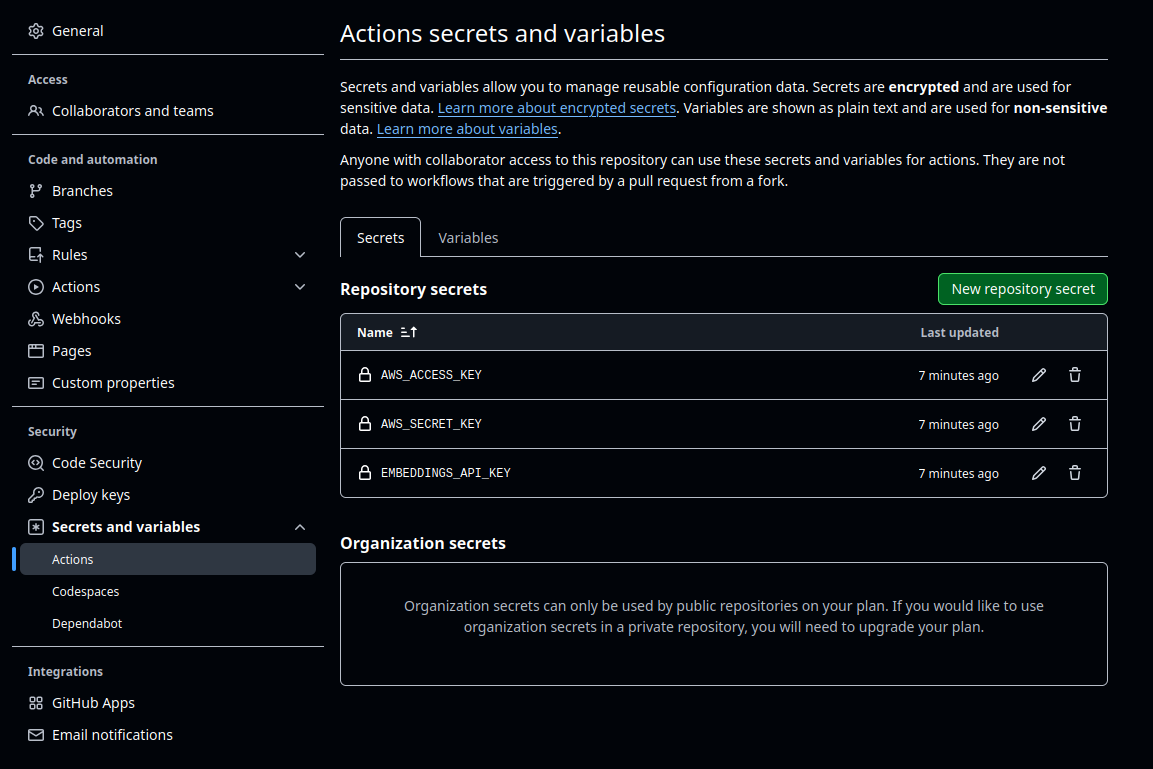 General
Access
Collaborators and teams
Code and automation
Branches
Tags
Rules
Actions
Webhooks
Pages
Custom properties
Security
Code Security
Deploy keys
Secrets and variables
Actions
Codespaces
Dependabot
Integrations
GitHub Apps
Email notifications
Actions secrets and variables
Secrets and variables allow you to manage reusable configuration data. Secrets are encrypted and are used for
sensitive data. Learn more about encrypted secrets. Variables are shown as plain text and are used for non-sensitive
data. Learn more about variables.
Anyone with collaborator access to this repository can use these secrets and variables for actions. They are not
passed to workflows that are triggered by a pull request from a fork.
Secrets Variables
Repository secrets New repository secret
Name Last updated
AWS_ACCESS_KEY 7 minutes ago
AWS_SECRET_KEY 7 minutes ago
EMBEDDINGS_API_KEY 7 minutes ago
Organization secrets
Organization secrets can only be used by public repositories on your plan. If you would like to use
organization secrets in a private repository, you will need to upgrade your plan.